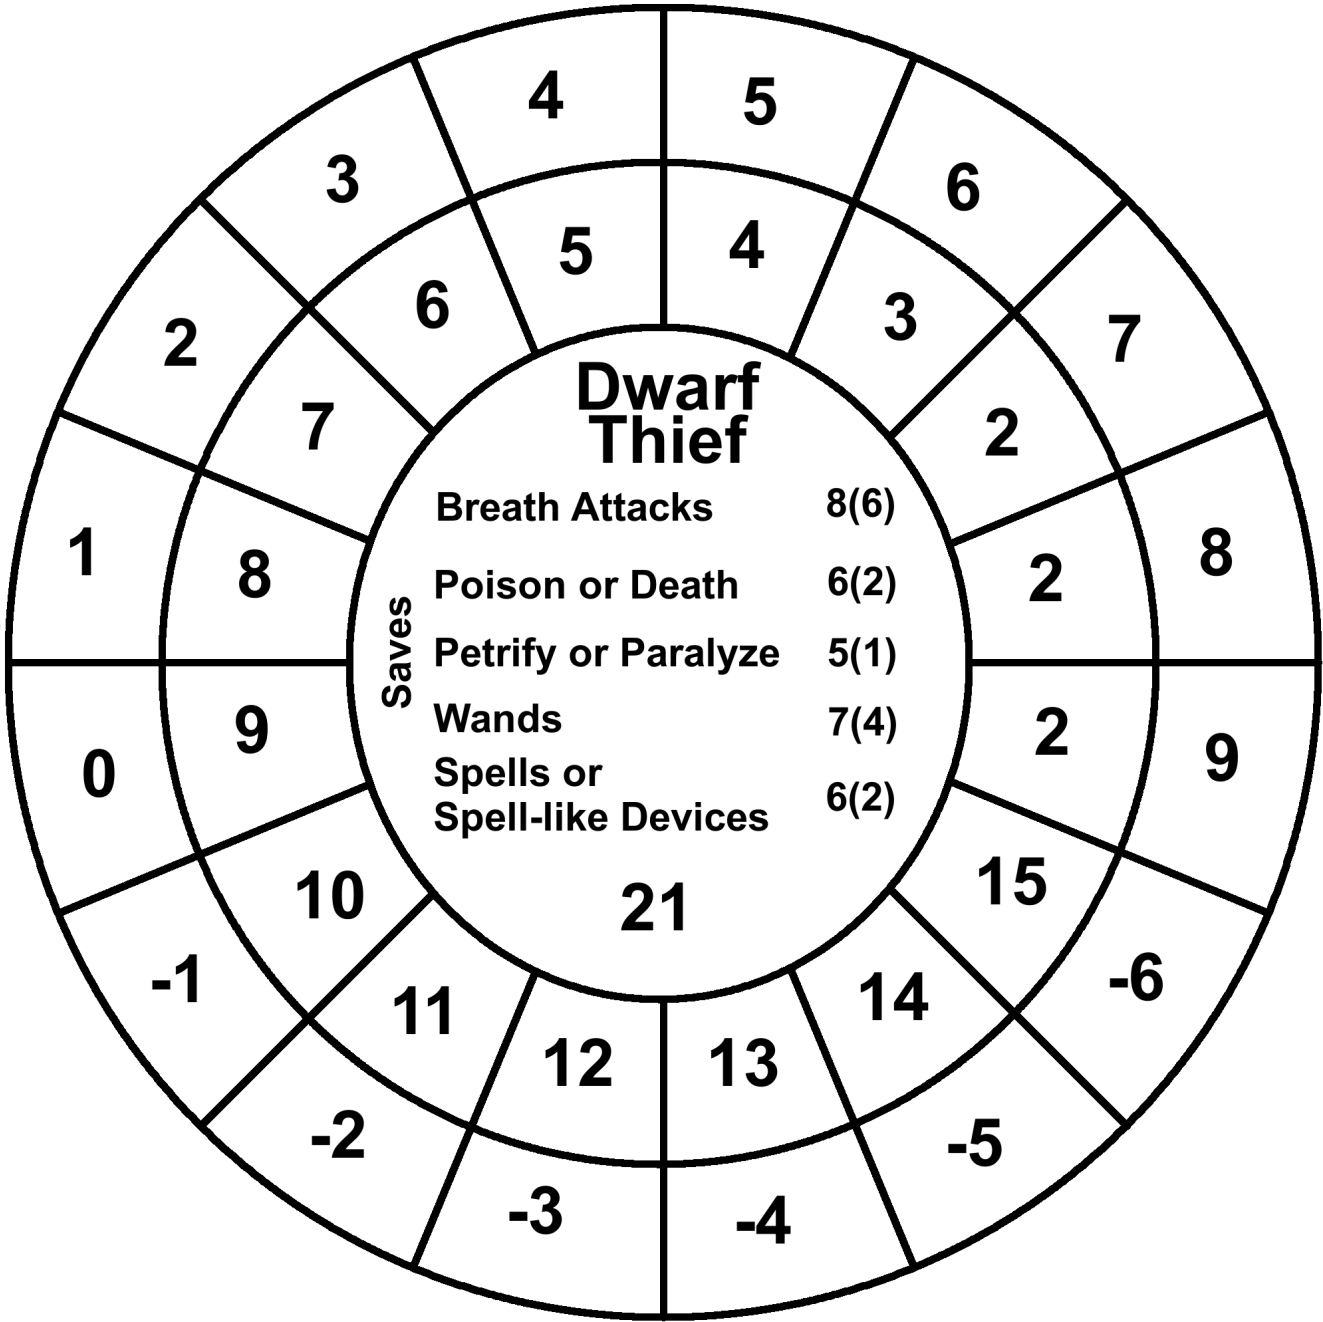 4 5
3 6
5 4
6 3
2 7
7 2
Dwarf
Thief
Breath Attacks 8(6)
1 8
8 2
Poison or Death 6(2)
Saves
Petrify or Paralyze 5(1)
Wands 7(4)
9 2
0 9
Spells or
Spell-like Devices 6(2)
10 15
21
-1 -6
11 14
12 13
-2 -5
-3 -4